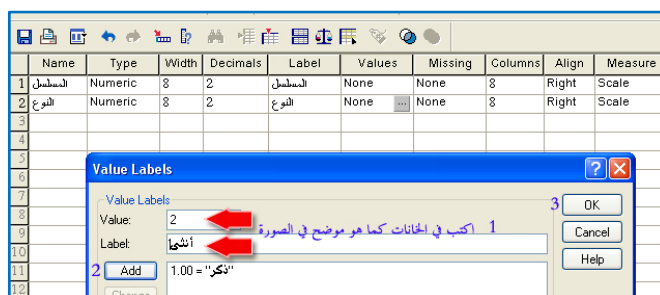 Name Type Width Decimals Label Values Missing Columns Align Measure
1 المسلسل Numeric 8 2 المسلسل None None 8 Right Scale
2 النوع Numeric 8 2 النوع None ... None 8 Right Scale
3
4
5
6
7
8
9
10
11
12
Value Labels
Value Labels
Value: 2
Label: أنثى
1 اكتب في الخانات كما هو موضح في الصورة
2 Add
1.00 = "ذكر"
Change
3 OK
Cancel
Help